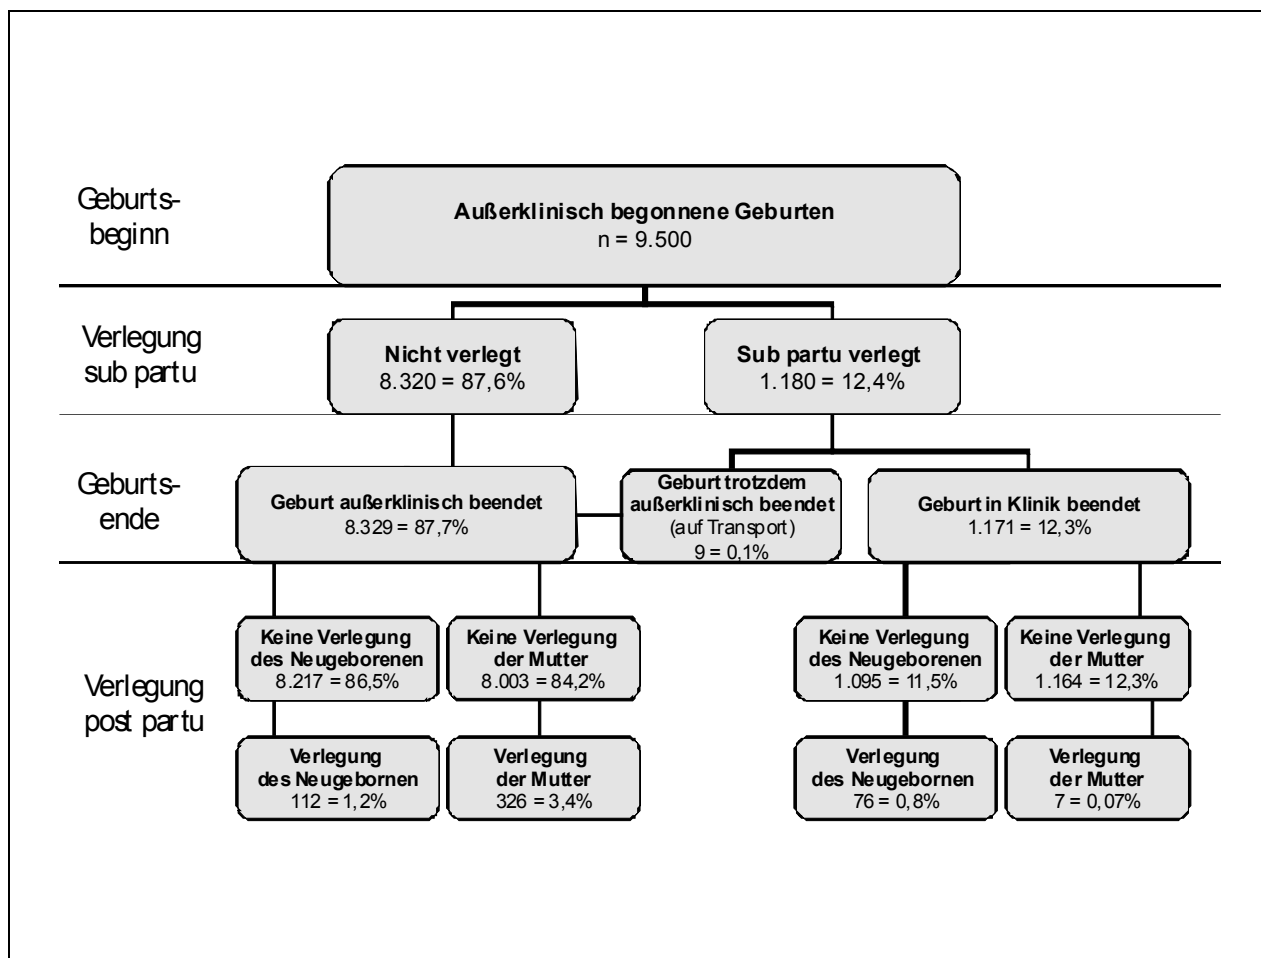 Geburts-
beginn
Außerklinisch begonnene Geburten
n = 9.500
Verlegung
sub partu
Nicht verlegt
8.320 = 87,6%
Sub partu verlegt
1.180 = 12,4%
Geburts-
ende
Geburt außerklinisch beendet
8.329 = 87,7%
Geburt trotzdem
außerklinisch beendet
(auf Transport)
9 = 0,1%
Geburt in Klinik beendet
1.171 = 12,3%
Verlegung
post partu
Keine Verlegung
des Neugeborenen
8.217 = 86,5%
Keine Verlegung
der Mutter
8.003 = 84,2%
Keine Verlegung
des Neugeborenen
1.095 = 11,5%
Keine Verlegung
der Mutter
1.164 = 12,3%
Verlegung
des Neugebornen
112 = 1,2%
Verlegung
der Mutter
326 = 3,4%
Verlegung
des Neugebornen
76 = 0,8%
Verlegung
der Mutter
7 = 0,07%